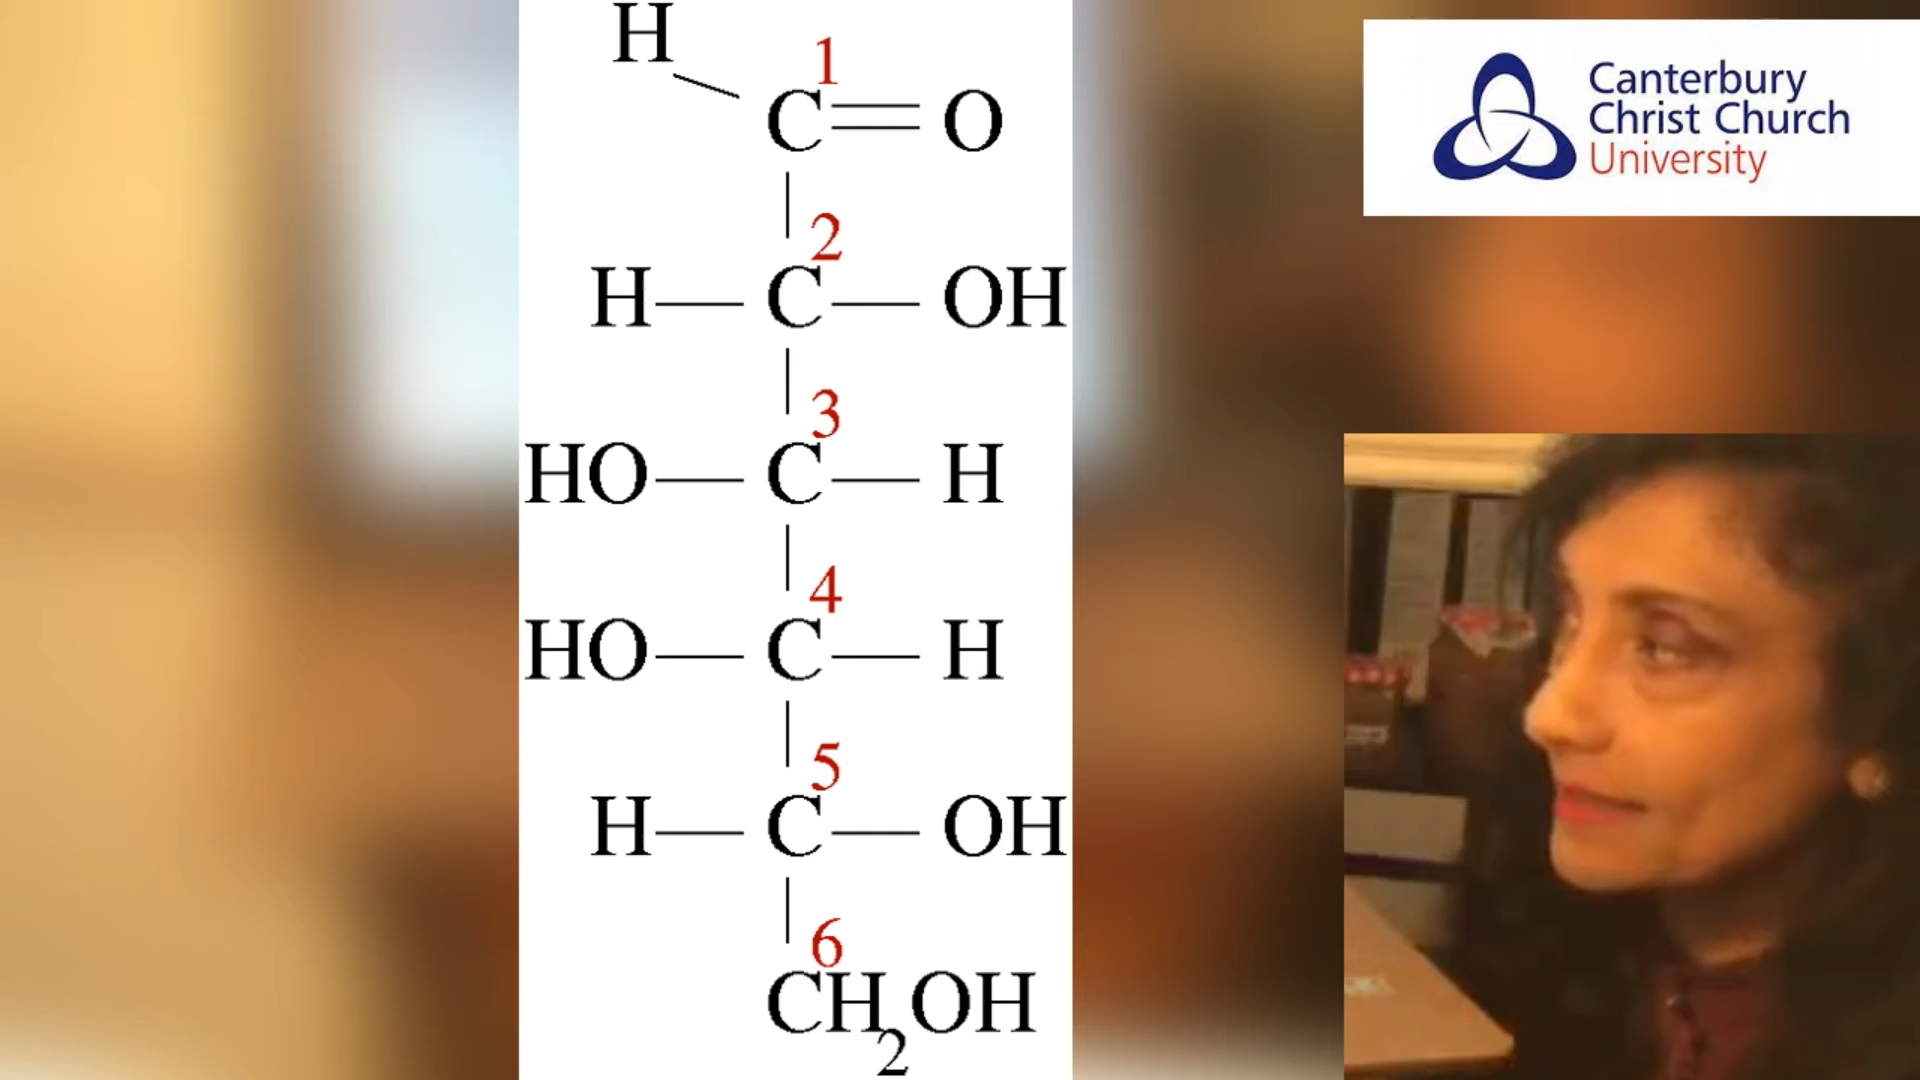 H
1
C=O
2
H—C—OH
3
HO—C—H
4
HO—C—H
5
H—C—OH
6
CH2OH
Canterbury
Christ Church
University